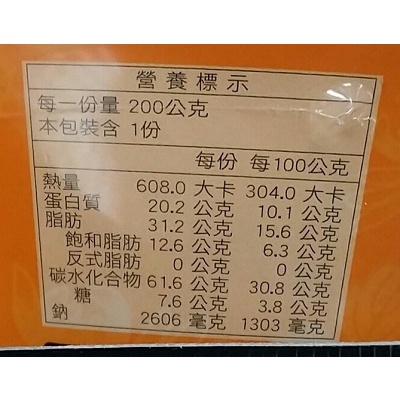 營養標示
每一份量 200公克
本包裝含 1份
每份 每100公克
熱量 608.0 大卡 304.0 大卡
蛋白質 20.2 公克 10.1 公克
脂肪 31.2 公克 15.6 公克
飽和脂肪 12.6 公克 6.3 公克
反式脂肪 0 公克 0 公克
碳水化合物 61.6 公克 30.8 公克
糖 7.6 公克 3.8 公克
鈉 2606 毫克 1303 毫克